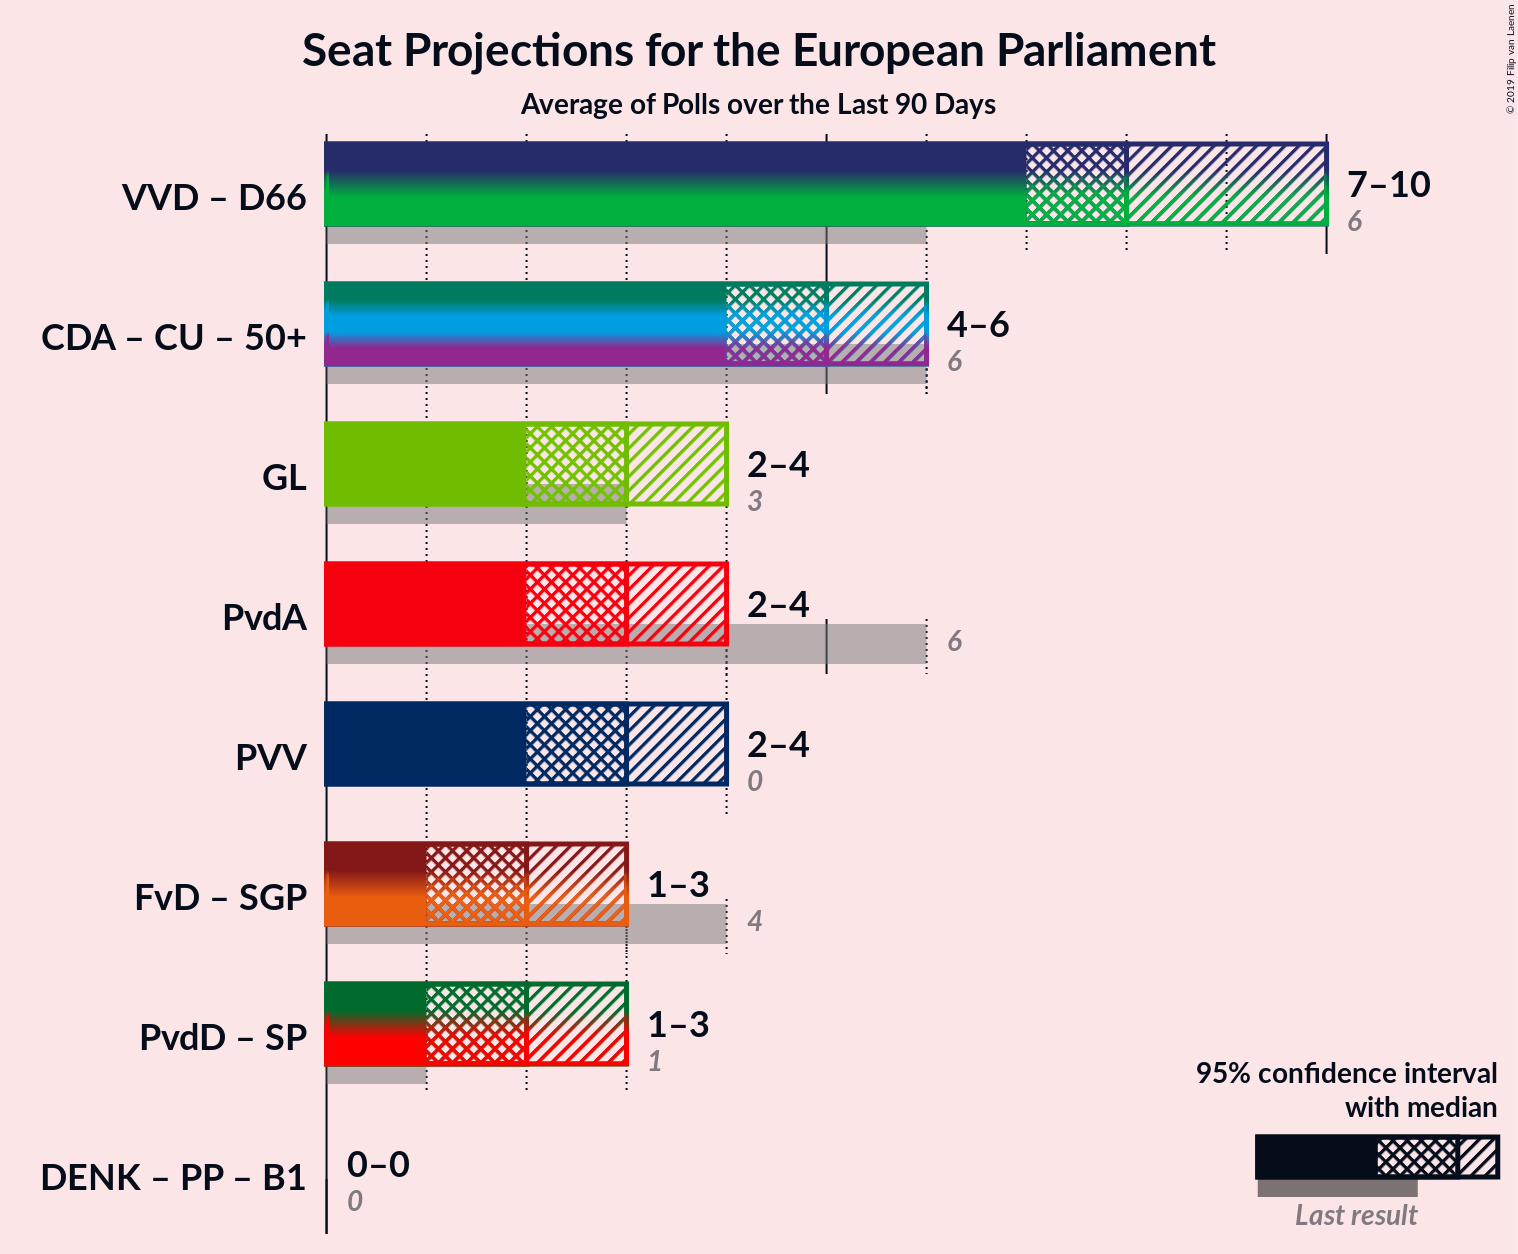 Seat Projections for the European Parliament
Average of Polls over the Last 90 Days
© 2019 Filip van Laenen
VVD – D66
7–10
6
CDA – CU – 50+
4–6
6
GL
2–4
3
PvdA
2–4
6
PVV
2–4
0
FvD – SGP
1–3
4
PvdD – SP
1–3
1
DENK – PP – B1
0–0
0
95% confidence interval
with median
Last result